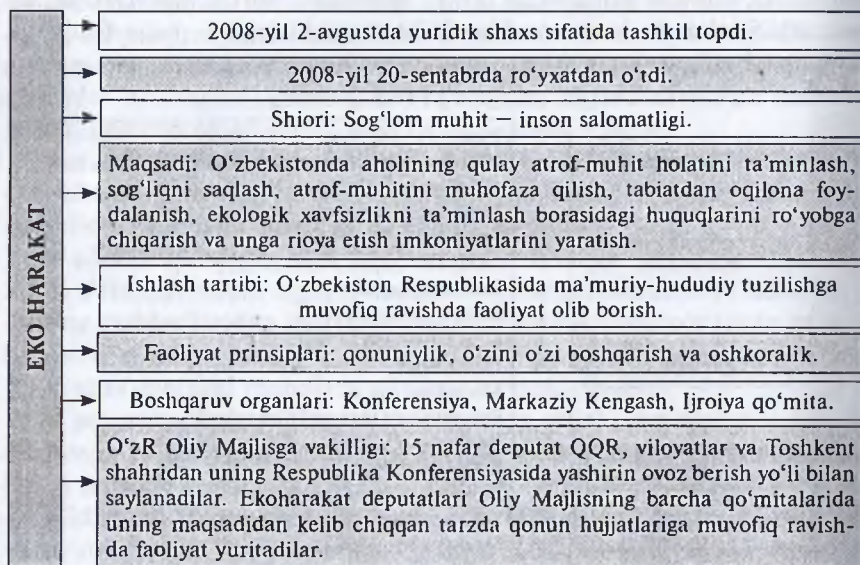 EKO HARAKAT
2008-yil 2-avgustda yuridik shaxs sifatida tashkil topdi.
2008-yil 20-sentabrda ro‘yxatdan o‘tdi.
Shiori: Sog‘lom muhit — inson salomatligi.
Maqsadi: O‘zbekistonda aholining qulay atrof-muhit holatini ta’minlash,
sog‘liqni saqlash, atrof-muhitini muhofaza qilish, tabiatdan oqilona foy-
dalanish, ekologik xavfsizlikni ta’minlash borasidagi huquqlarini ro‘yobga
chiqarish va unga rioya etish imkoniyatlarini yaratish.
Ishlash tartibi: O‘zbekiston Respublikasida ma’muriy-hududiy tuzilishga
muvofiq ravishda faoliyat olib borish.
Faoliyat prinsiplari: qonuniylik, o‘zini o‘zi boshqarish va oshkoralik.
Boshqaruv organlari: Konferensiya, Markaziy Kengash, Ijroiya qo‘mita.
O‘zR Oliy Majlisga vakilligi: 15 nafar deputat QQR, viloyatlar va Toshkent
shahridan uning Respublika Konferensiyasida yashirin ovoz berish yo‘li bilan
saylanadilar. Ekoharakat deputatlari Oliy Majlisning barcha qo‘mitalarida
uning maqsadidan kelib chiqqan tarzda qonun hujjatlariga muvofiq ravish-
da faoliyat yuritadilar.